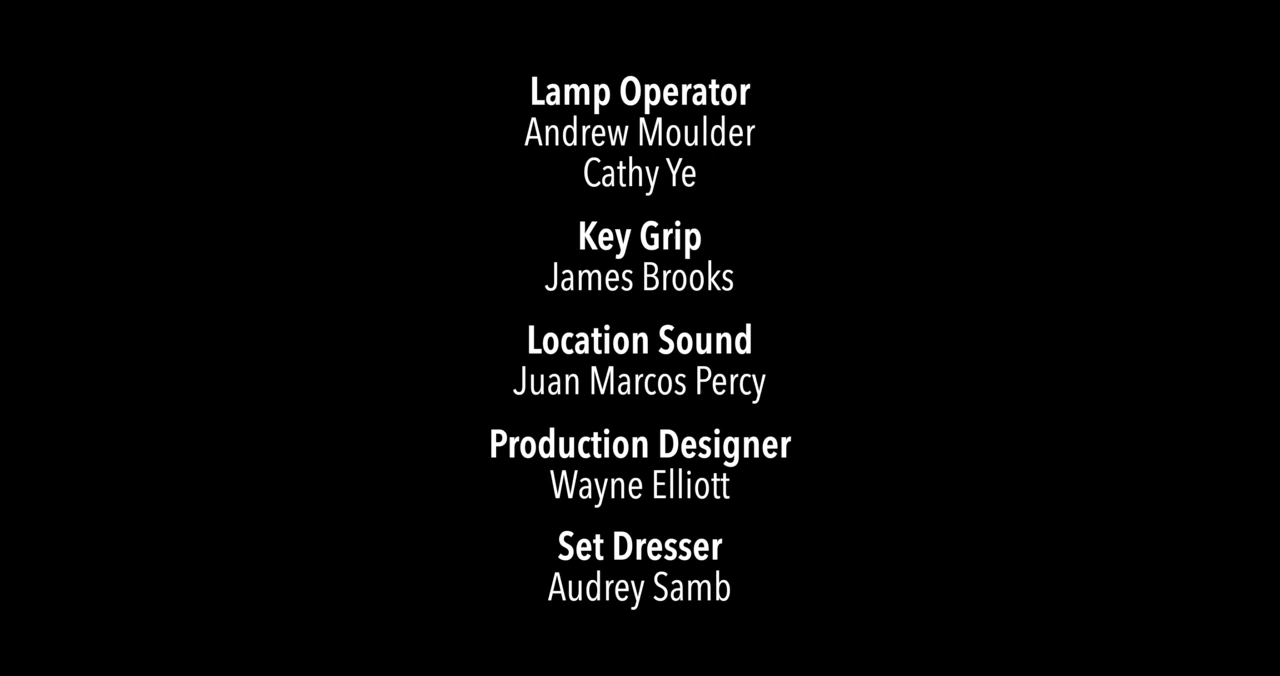 Lamp Operator
Andrew Moulder
Cathy Ye
Key Grip
James Brooks
Location Sound
Juan Marcos Percy
Production Designer
Wayne Elliott
Set Dresser
Audrey Samb